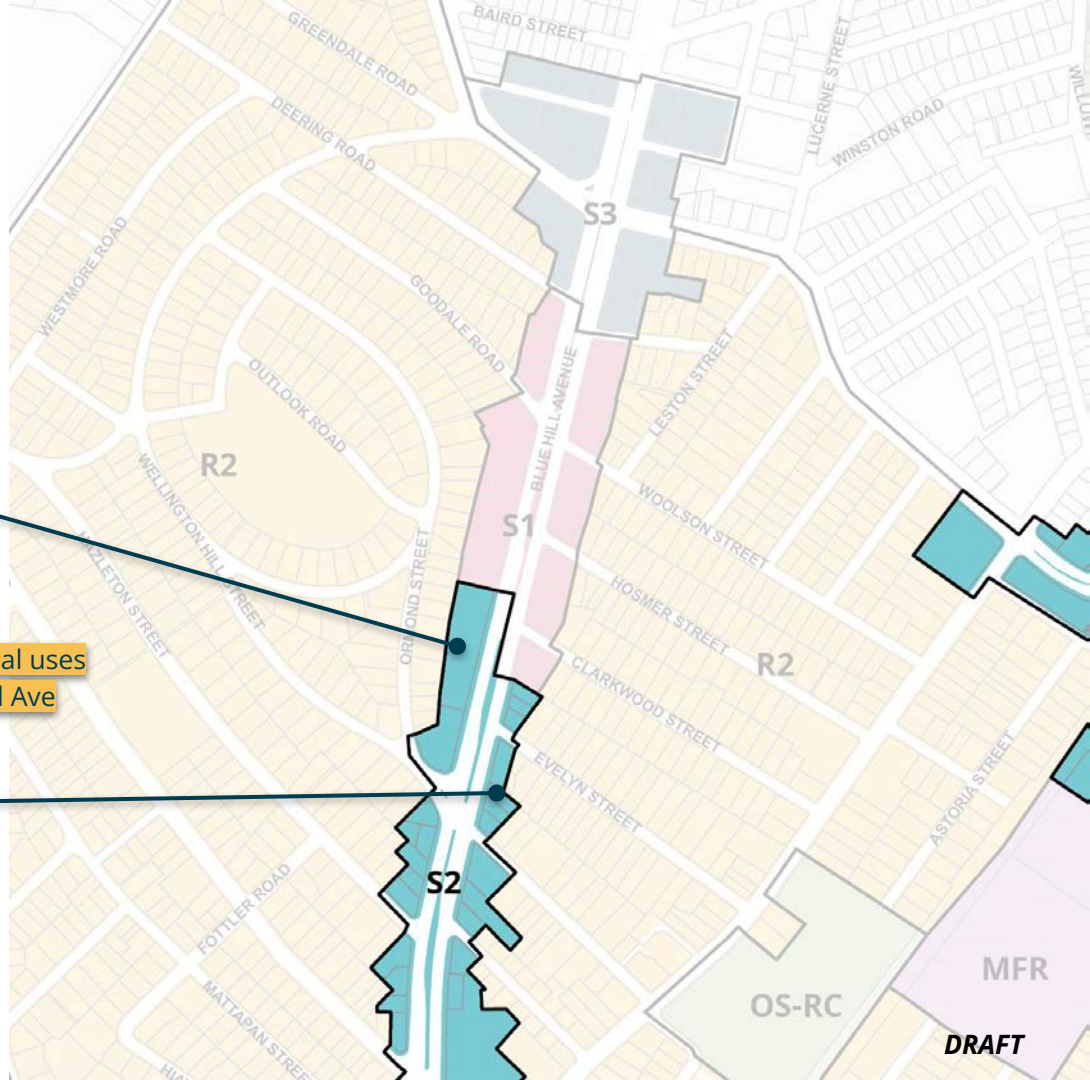 BAIRD STREET
GREENDALE ROAD
LUCERNE STREET
WINSTON ROAD
DEERING ROAD
S3
WESTMORE ROAD
GOODALE ROAD
BLUE HILL AVENUE
LESTON STREET
OUTLOOK ROAD
R2
WELLINGTON HILL STREET
S1
WOOLSON STREET
ORMOND STREET
HOSMER STREET
STREET
al uses
R2
CLARKWOOD STREET
Ave
EVELYN STREET
ASTORIA STREET
S2
FOTTLER ROAD
MFR
OS-RC
MATTAPAN
DRAFT